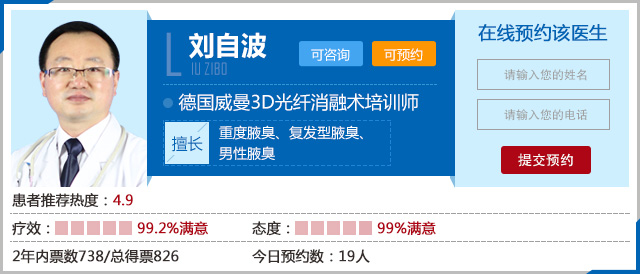 刘自波
LIU ZIBO
可咨询
可预约
德国威曼3D光纤消融术培训师
擅长
重度腋臭、复发型腋臭、
男性腋臭
在线预约该医生
请输入您的姓名
请输入您的电话
提交预约
患者推荐热度：4.9
疗效： 99.2%满意
态度： 99%满意
2年内票数738/总得票826
今日预约数：19人